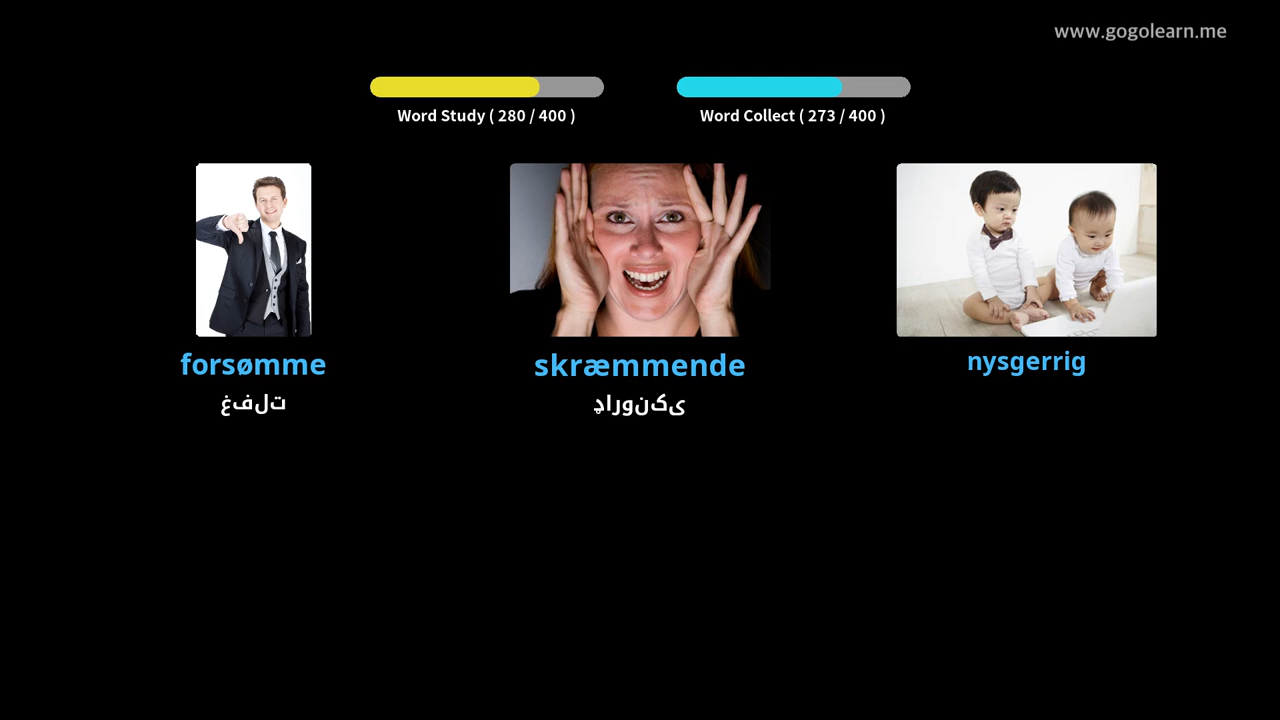 www.gogolearn.me
Word Study ( 280 / 400 )
Word Collect ( 273 / 400 )
forsømme
skræmmende
nysgerrig
غفلت
ډارونکی